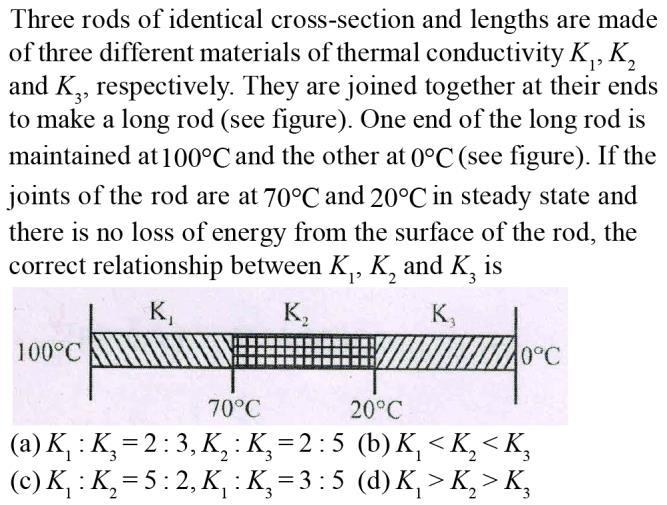 Three rods of identical cross-section and lengths are made
of three different materials of thermal conductivity K₁, K₂
and K₃, respectively. They are joined together at their ends
to make a long rod (see figure). One end of the long rod is
maintained at 100°C and the other at 0°C (see figure). If the
joints of the rod are at 70°C and 20°C in steady state and
there is no loss of energy from the surface of the rod, the
correct relationship between K₁, K₂ and K₃ is
K₁ K₂ K₃
100°C 0°C
70°C 20°C
(a) K₁ : K₃ = 2 : 3, K₂ : K₃ = 2 : 5 (b) K₁ < K₂ < K₃
(c) K₁ : K₂ = 5 : 2, K₁ : K₃ = 3 : 5 (d) K₁ > K₂ > K₃